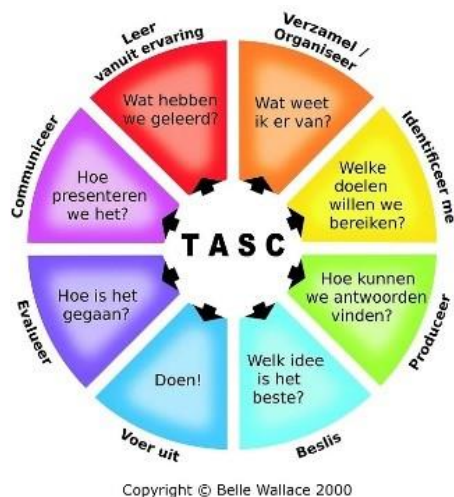 Leer
vanuit ervaring
Wat hebben
we geleerd?
Verzamel /
Organiseer
Wat weet
ik er van?
Identificeer me
Welke
doelen
willen we
bereiken?
Produceer
Hoe kunnen
we antwoorden
vinden?
Beslis
Welk idee
is het
beste?
Voer uit
Doen!
Evalueer
Hoe is het
gegaan?
Communiceer
Hoe
presenteren
we het?
TASC
Copyright © Belle Wallace 2000